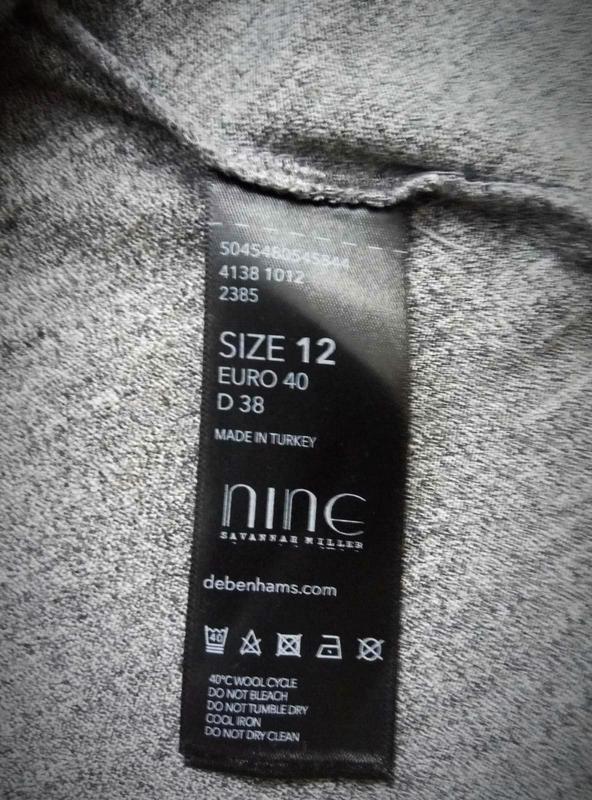 5045480545844
4138 1012
2385
SIZE 12
EURO 40
D 38
MADE IN TURKEY
NINE
SAVANNAH MILLER
debenhams.com
40
40°C WOOL CYCLE
DO NOT BLEACH
DO NOT TUMBLE DRY
COOL IRON
DO NOT DRY CLEAN